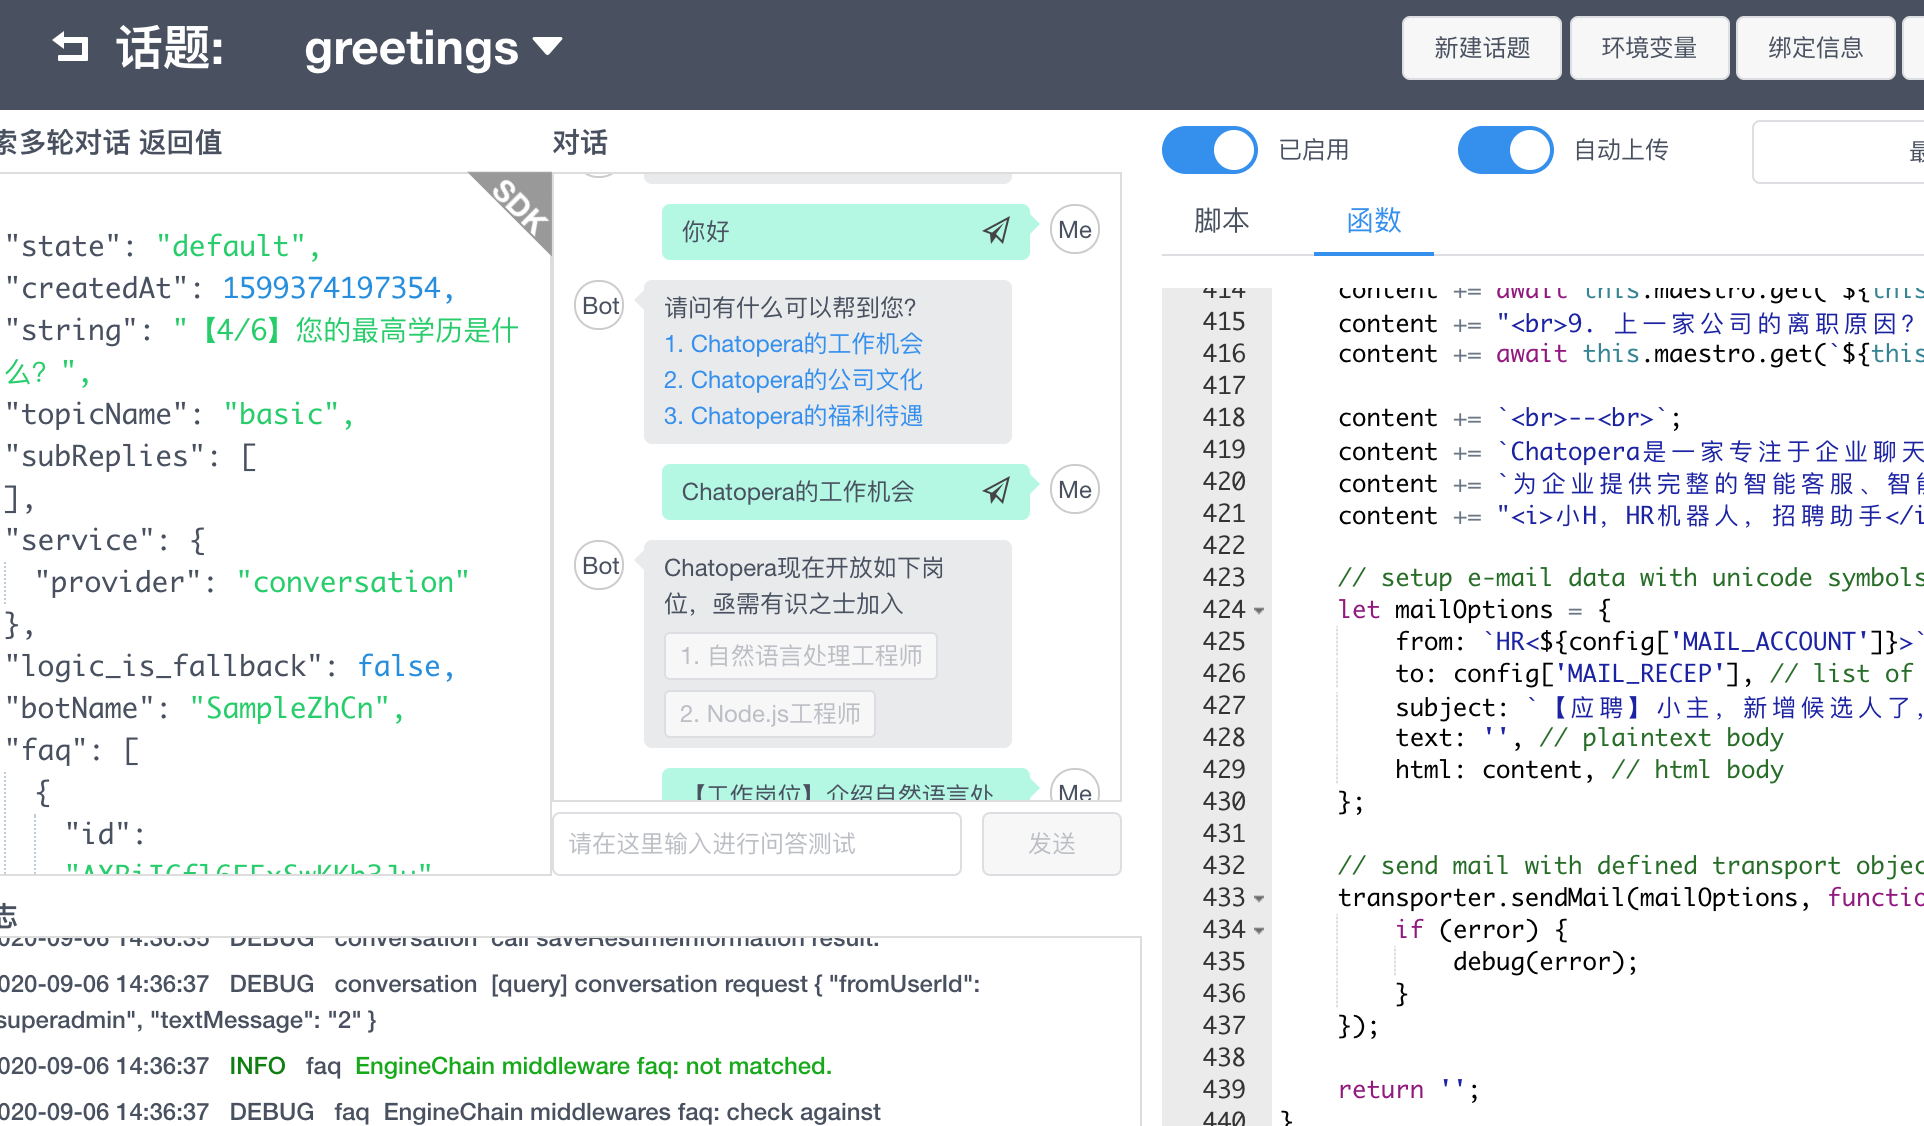 话题: greetings
新建话题 环境变量 绑定信息
索多轮对话 返回值
SDK
"state": "default",
"createdAt": 1599374197354,
"string": "【4/6】您的最高学历是什
么？",
"topicName": "basic",
"subReplies": [
],
"service": {
"provider": "conversation"
},
"logic_is_fallback": false,
"botName": "SampleZhCn",
"faq": [
{
"id":
对话
你好
Me
Bot
请问有什么可以帮到您？
1. Chatopera的工作机会
2. Chatopera的公司文化
3. Chatopera的福利待遇
Chatopera的工作机会
Me
Bot
Chatopera现在开放如下岗
位，亟需有识之士加入
1. 自然语言处理工程师
2. Node.js工程师
【工作岗位】介绍自然语言处
Me
请在这里输入进行问答测试
发送
志
020-09-06 14:36:35 DEBUG conversation call saveResumeInformation result:
020-09-06 14:36:37 DEBUG conversation [query] conversation request { "fromUserId":
superadmin", "textMessage": "2" }
020-09-06 14:36:37 INFO faq EngineChain middleware faq: not matched.
020-09-06 14:36:37 DEBUG faq EngineChain middlewares faq: check against
已启用 自动上传 最
脚本 函数
414 content += await this.maestro.get(`${this
415 content += "<br>9. 上一家公司的离职原因？
416 content += await this.maestro.get(`${this
417
418 content += `<br>--<br>`;
419 content += `Chatopera是一家专注于企业聊天
420 content += `为企业提供完整的智能客服、智能
421 content += "<i>小H，HR机器人，招聘助手</i
422
423 // setup e-mail data with unicode symbols
424 let mailOptions = {
425 from: `HR<${config['MAIL_ACCOUNT']}>`
426 to: config['MAIL_RECEP'], // list of
427 subject: `【应聘】小主，新增候选人了，
428 text: '', // plaintext body
429 html: content, // html body
430 };
431
432 // send mail with defined transport objec
433 transporter.sendMail(mailOptions, functio
434 if (error) {
435 debug(error);
436 }
437 });
438
439 return '';
440 }